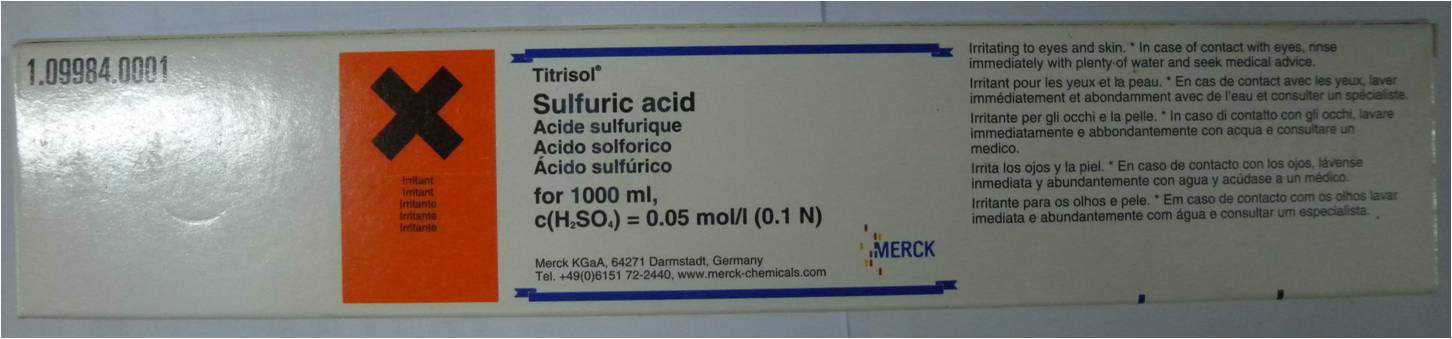 1.09984.0001
Irritant
Irritant
Irritante
Irritante
Irritante
Titrisol®
Sulfuric acid
Acide sulfurique
Acido solforico
Ácido sulfúrico
for 1000 ml,
c(H₂SO₄) = 0.05 mol/l (0.1 N)
Merck KGaA, 64271 Darmstadt, Germany
Tel. +49(0)6151 72-2440, www.merck-chemicals.com
MERCK
Irritating to eyes and skin. * In case of contact with eyes, rinse
immediately with plenty of water and seek medical advice.
Irritant pour les yeux et la peau. * En cas de contact avec les yeux, laver
immédiatement et abondamment avec de l'eau et consulter un spécialiste.
Irritante per gli occhi e la pelle. * In caso di contatto con gli occhi, lavare
immediatamente e abbondantemente con acqua e consultare un
medico.
Irrita los ojos y la piel. * En caso de contacto con los ojos, lávense
inmediata y abundantemente con agua y acúdase a un médico.
Irritante para os olhos e pele. * Em caso de contacto com os olhos lavar
imediata e abundantemente com água e consultar um especialista.